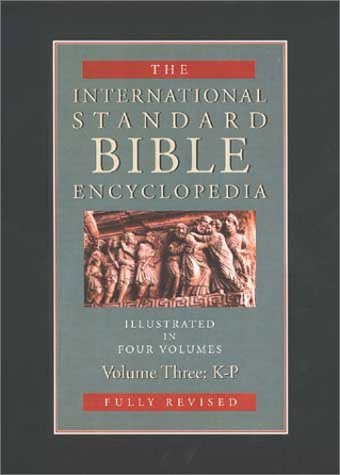 THE
INTERNATIONAL
STANDARD
BIBLE
ENCYCLOPEDIA
ILLUSTRATED
IN
FOUR VOLUMES
Volume Three: K-P
FULLY REVISED